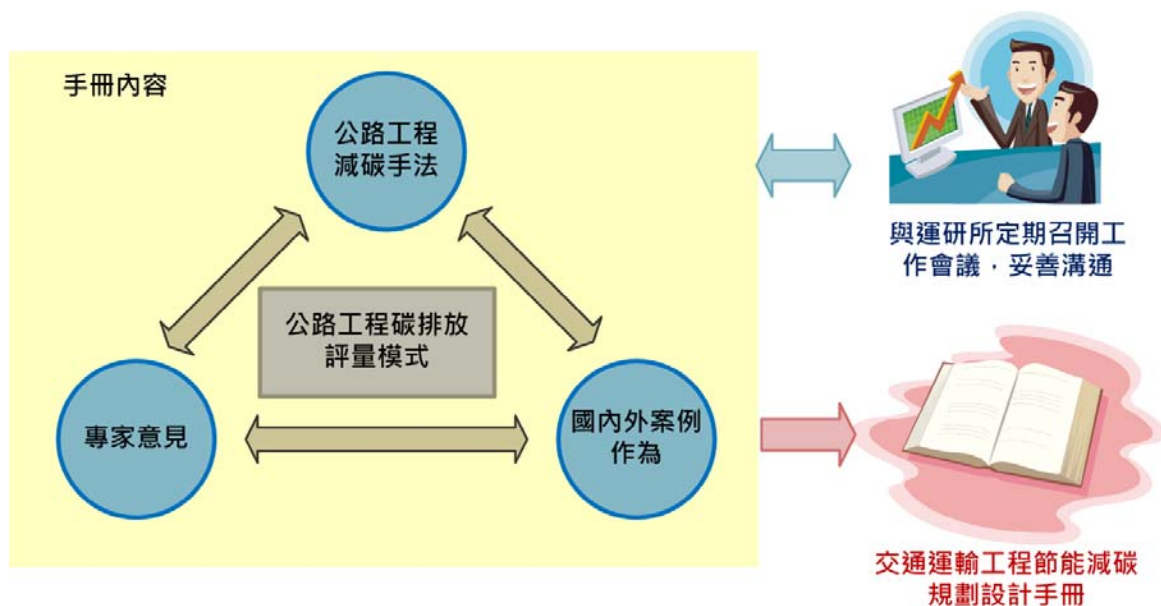 手冊內容
公路工程
減碳手法
公路工程碳排放
評量模式
專家意見
國內外案例
作為
與運研所定期召開工
作會議，妥善溝通
交通運輸工程節能減碳
規劃設計手冊